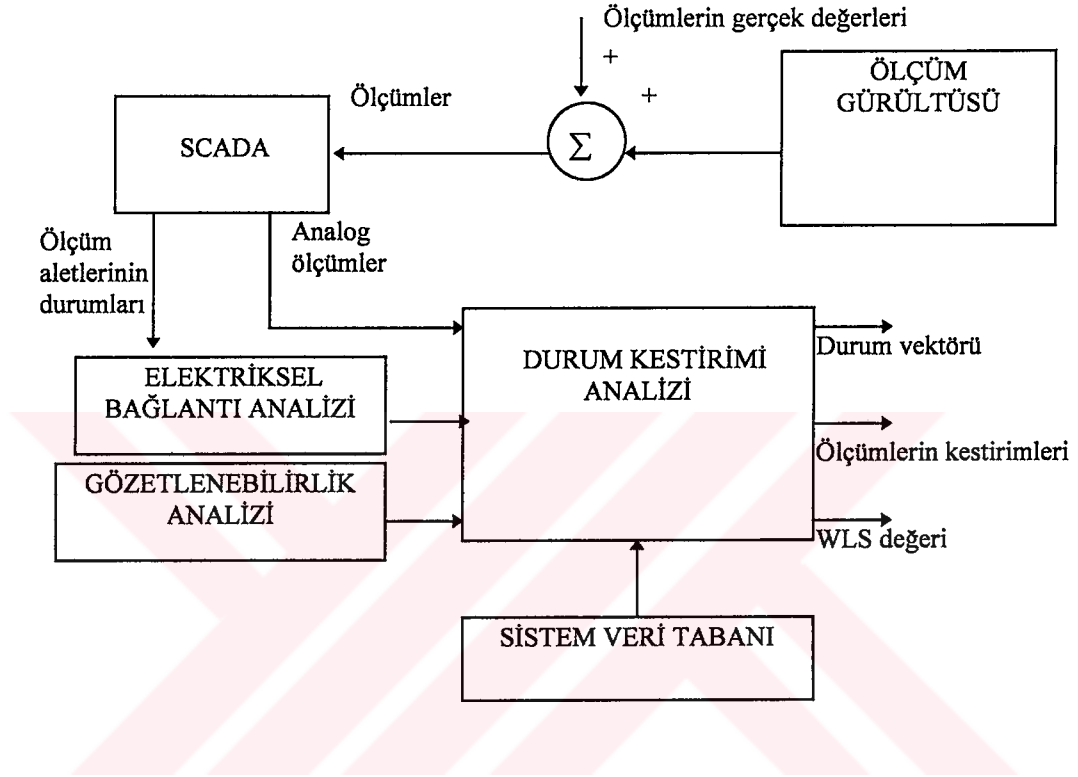 Ölçümlerin gerçek değerleri
+
+
ÖLÇÜM
GÜRÜLTÜSÜ
Ölçümler
SCADA
Σ
Ölçüm
aletlerinin
durumları
Analog
ölçümler
DURUM KESTİRİMİ
ANALİZİ
Durum vektörü
ELEKTRİKSEL
BAĞLANTI ANALİZİ
Ölçümlerin kestirimleri
GÖZETLENEBİLİRLİK
ANALİZİ
WLS değeri
SİSTEM VERİ TABANI